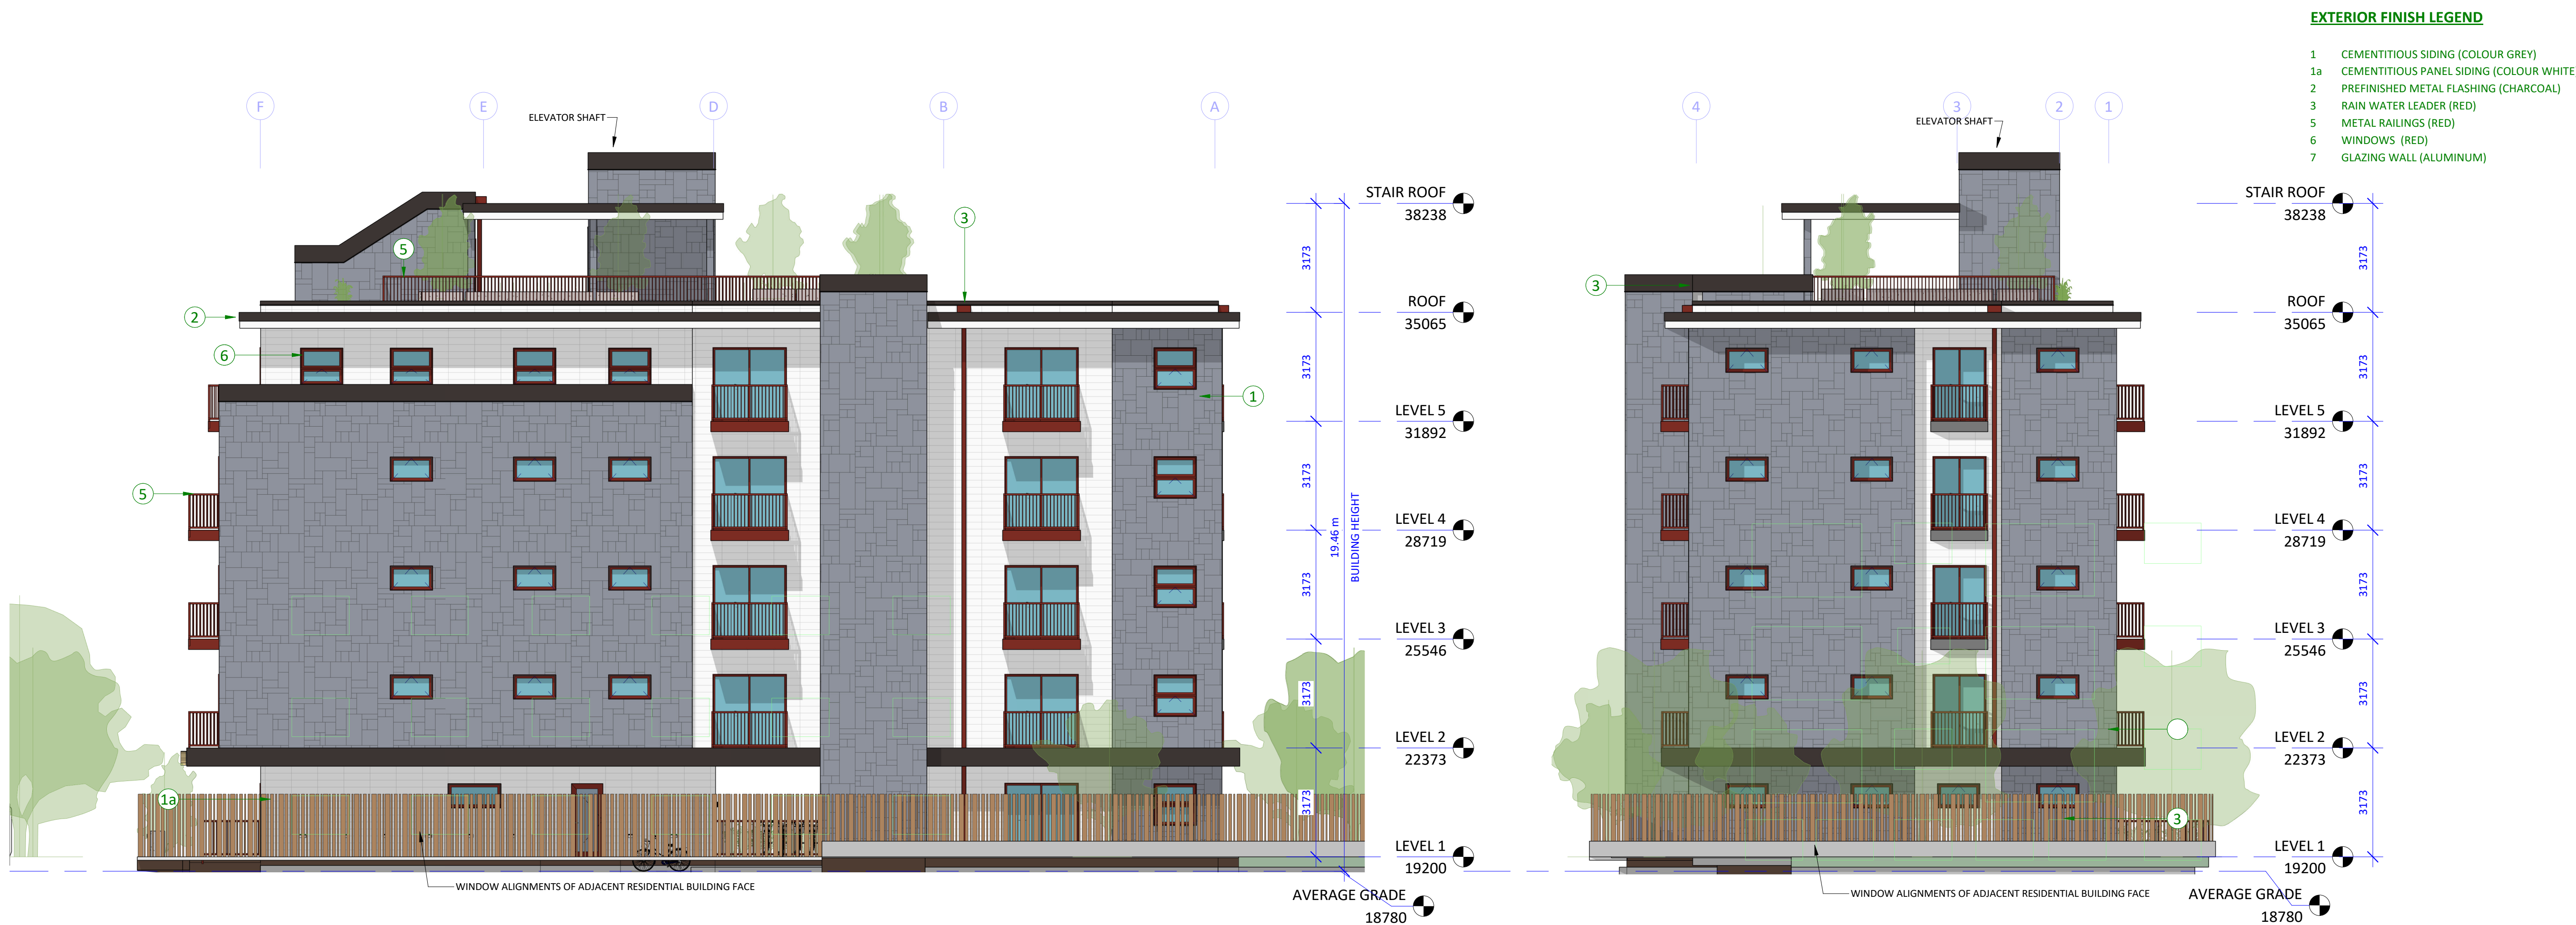 EXTERIOR FINISH LEGEND
1 CEMENTITIOUS SIDING (COLOUR GREY)
1a CEMENTITIOUS PANEL SIDING (COLOUR WHITE
2 PREFINISHED METAL FLASHING (CHARCOAL)
3 RAIN WATER LEADER (RED)
5 METAL RAILINGS (RED)
6 WINDOWS (RED)
7 GLAZING WALL (ALUMINUM)
F E D B A
ELEVATOR SHAFT
3
5
2
6
1
5
1a
WINDOW ALIGNMENTS OF ADJACENT RESIDENTIAL BUILDING FACE
3173
3173
3173
3173
3173
3173
19.46 m
BUILDING HEIGHT
STAIR ROOF
38238
ROOF
35065
LEVEL 5
31892
LEVEL 4
28719
LEVEL 3
25546
LEVEL 2
22373
LEVEL 1
19200
AVERAGE GRADE
18780
4 3 2 1
ELEVATOR SHAFT
3
3
WINDOW ALIGNMENTS OF ADJACENT RESIDENTIAL BUILDING FACE
STAIR ROOF
38238
ROOF
35065
LEVEL 5
31892
LEVEL 4
28719
LEVEL 3
25546
LEVEL 2
22373
LEVEL 1
19200
AVERAGE GRADE
18780
3173
3173
3173
3173
3173
3173